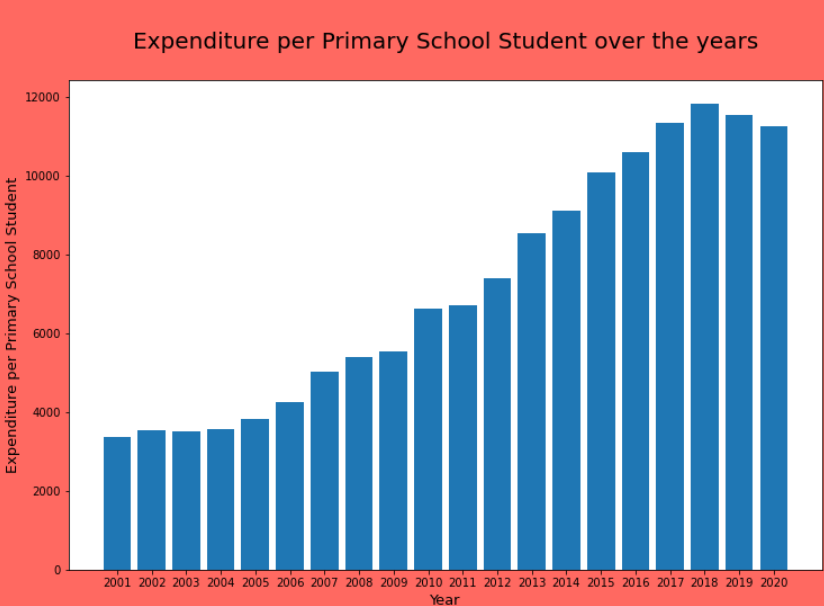 Expenditure per Primary School Student over the years
Expenditure per Primary School Student
12000
10000
8000
6000
4000
2000
0
2001 2002 2003 2004 2005 2006 2007 2008 2009 2010 2011 2012 2013 2014 2015 2016 2017 2018 2019 2020
Year